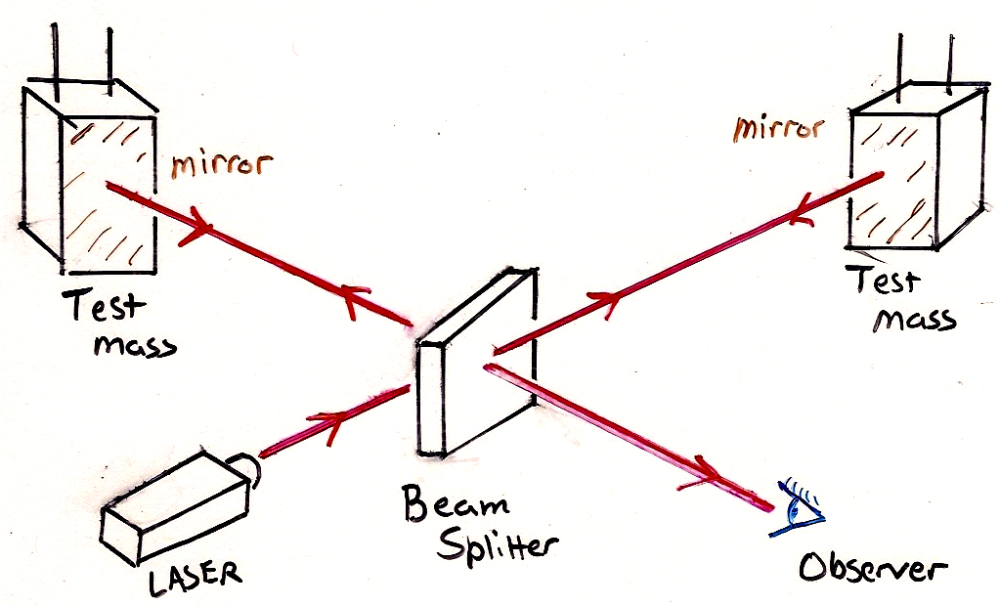 mirror
mirror
Test
mass
Test
mass
Beam
Splitter
LASER
Observer